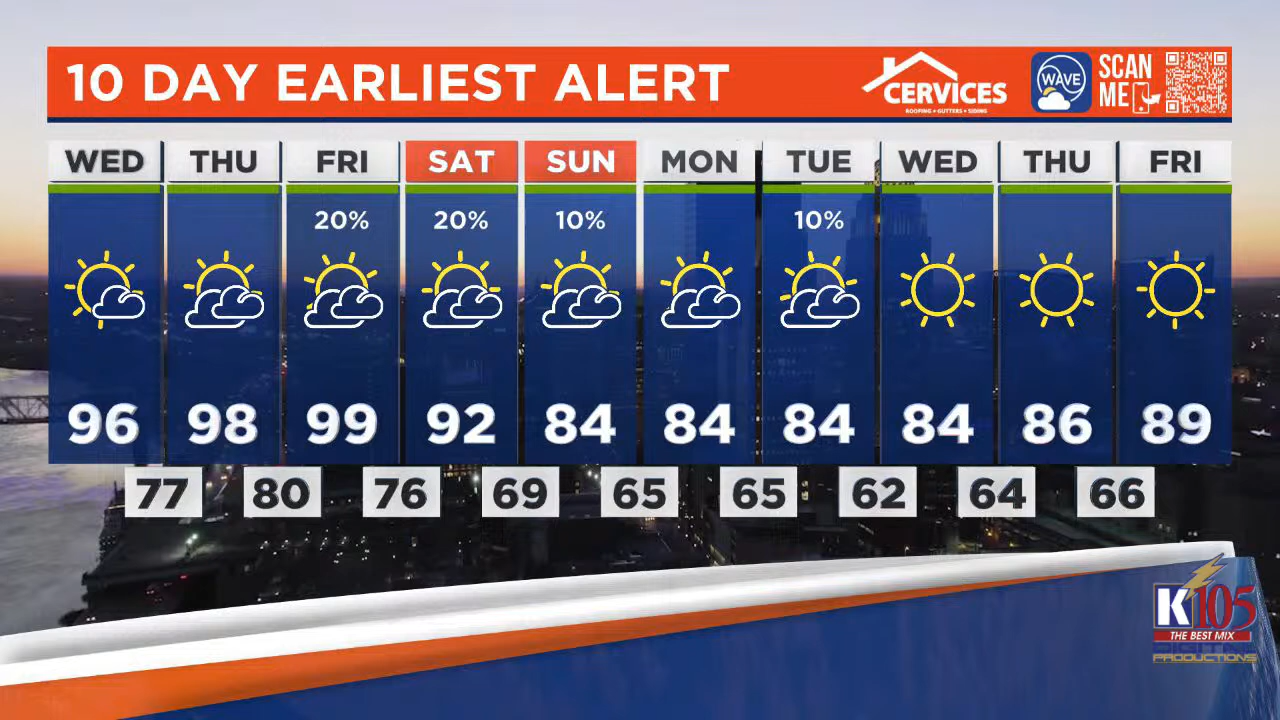 10 DAY EARLIEST ALERT
CERVICES
ROOFING • GUTTERS • SIDING
WAVE
SCAN
ME
WED THU FRI SAT SUN MON TUE WED THU FRI
20% 20% 10% 10%
96 98 99 92 84 84 84 84 86 89
77 80 76 69 65 65 62 64 66
K105
THE BEST MIX
DIGITAL
PRODUCTIONS